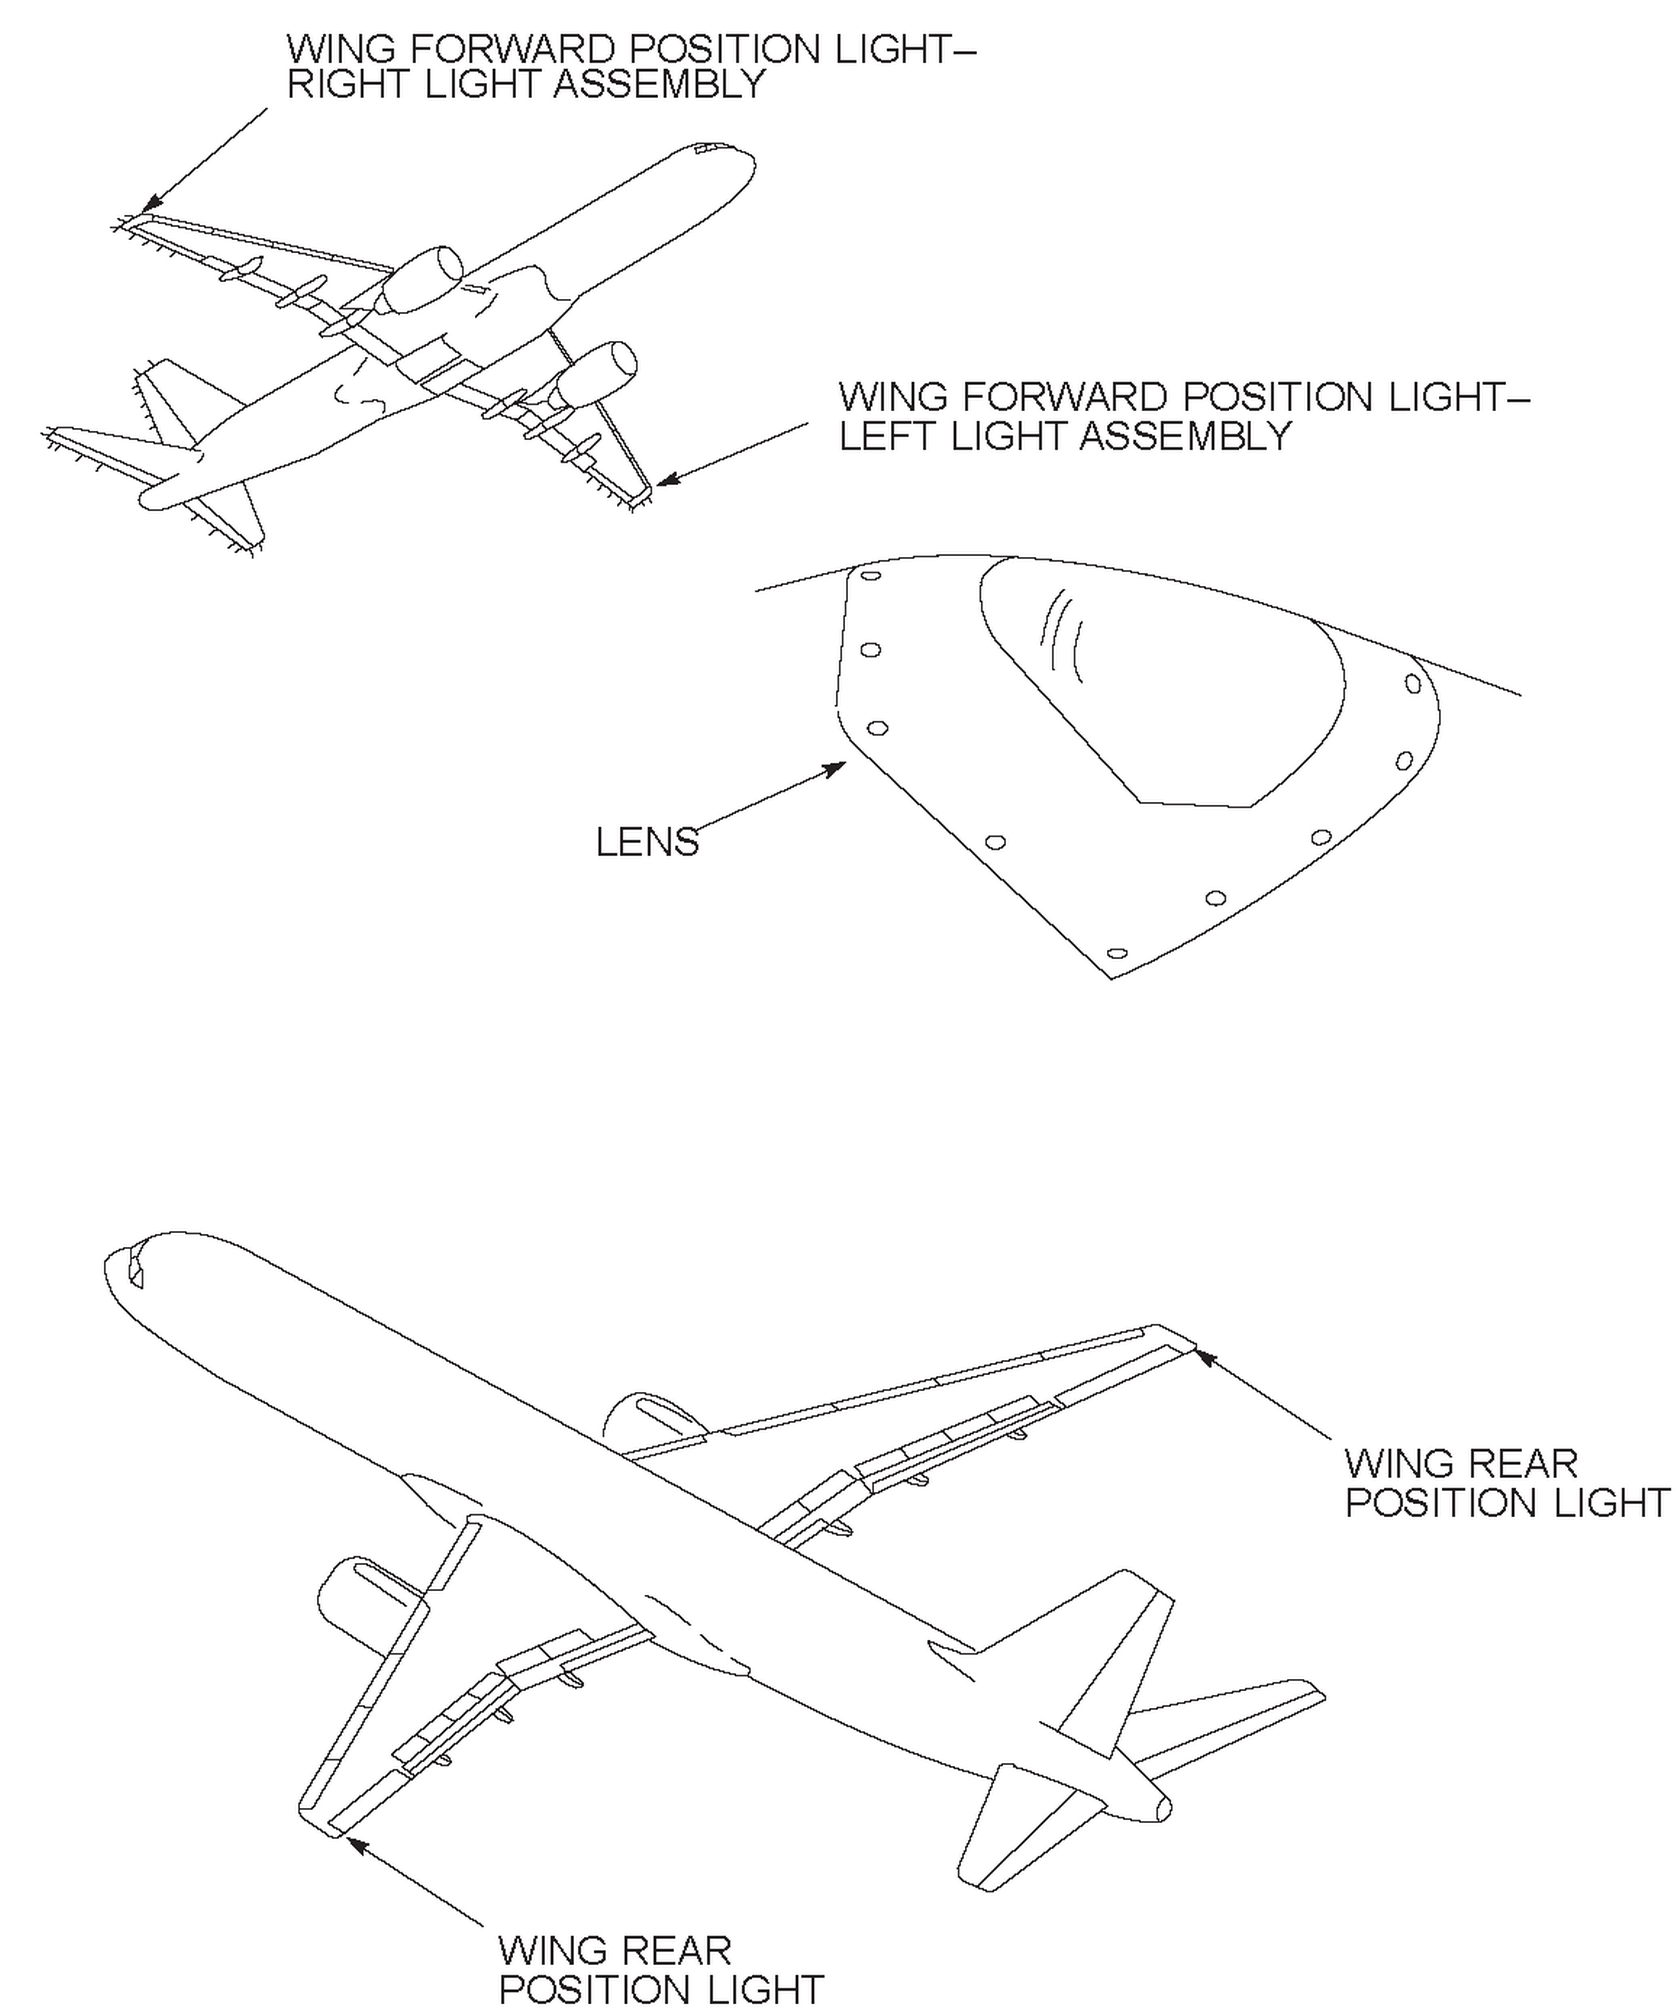 WING FORWARD POSITION LIGHT–
RIGHT LIGHT ASSEMBLY
WING FORWARD POSITION LIGHT–
LEFT LIGHT ASSEMBLY
LENS
WING REAR
POSITION LIGHT
WING REAR
POSITION LIGHT